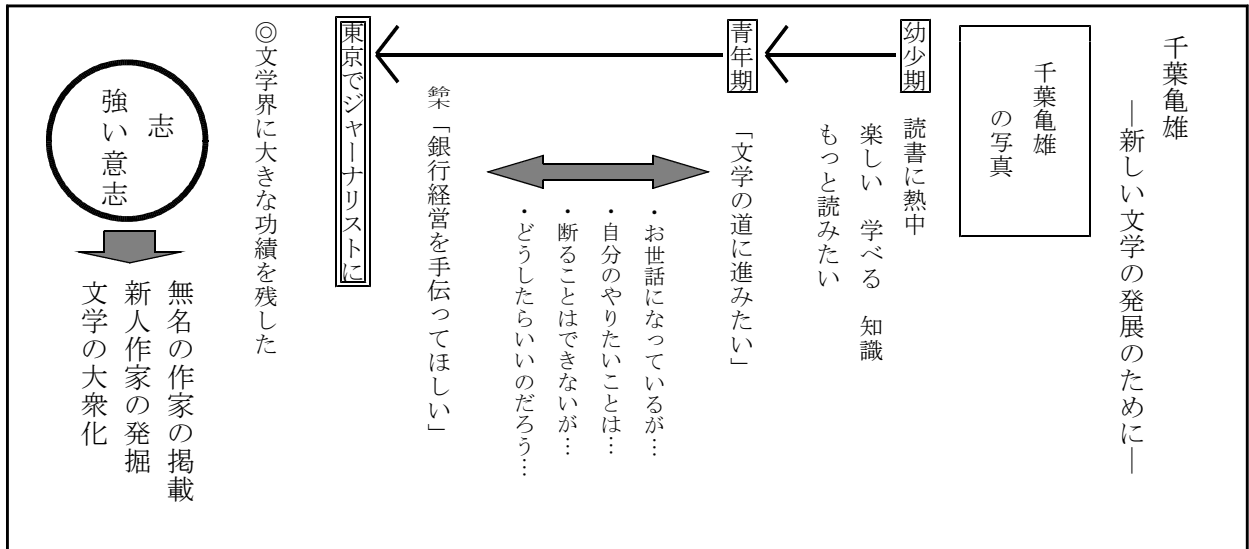 千葉亀雄
―新しい文学の発展のために―
千葉亀雄
の写真
幼少期
読書に熱中
楽しい 学べる 知識
もっと読みたい
青年期
「文学の道に進みたい」
・お世話になっているが…
・自分のやりたいことは…
・断ることはできないが…
・どうしたらいいのだろう…
「銀行経営を手伝ってほしい」
東京でジャーナリストに
◎文学界に大きな功績を残した
志
強い意志
無名の作家の掲載
新人作家の発掘
文学の大衆化